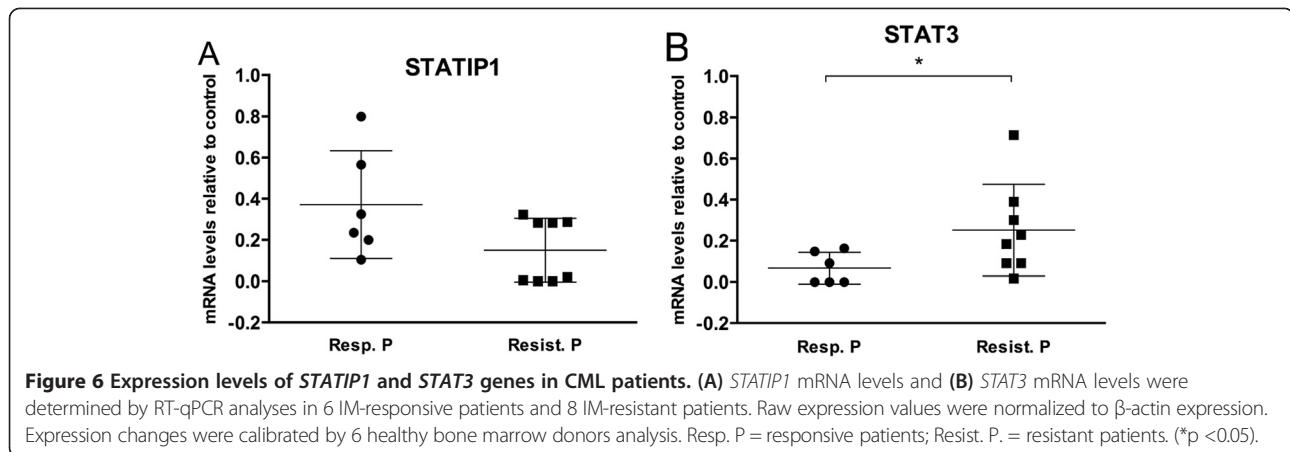 A
STATIP1
mRNA levels relative to control
1.0
0.8
0.6
0.4
0.2
0.0
-0.2
Resp. P
Resist. P
B
STAT3
*
mRNA levels relative to control
1.0
0.8
0.6
0.4
0.2
0.0
-0.2
Resp. P
Resist. P
Figure 6 Expression levels of STATIP1 and STAT3 genes in CML patients. (A) STATIP1 mRNA levels and (B) STAT3 mRNA levels were
determined by RT-qPCR analyses in 6 IM-responsive patients and 8 IM-resistant patients. Raw expression values were normalized to β-actin expression.
Expression changes were calibrated by 6 healthy bone marrow donors analysis. Resp. P = responsive patients; Resist. P. = resistant patients. (*p <0.05).